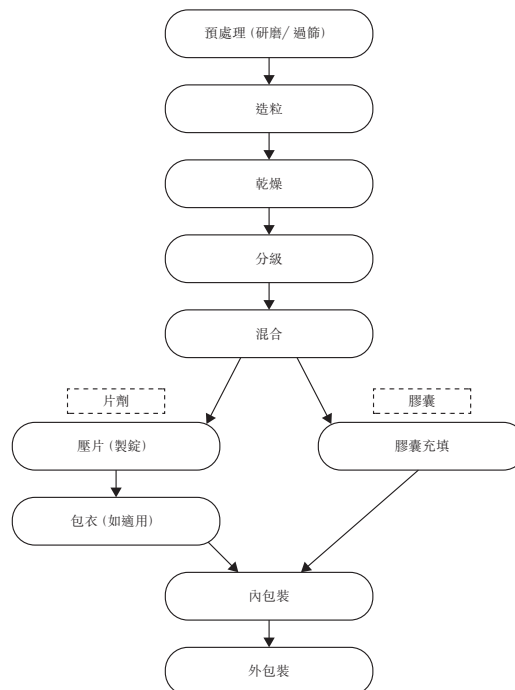 預處理 (研磨/ 過篩)
造粒
乾燥
分級
混合
片劑
膠囊
壓片 (製錠)
膠囊充填
包衣 (如適用)
內包裝
外包裝